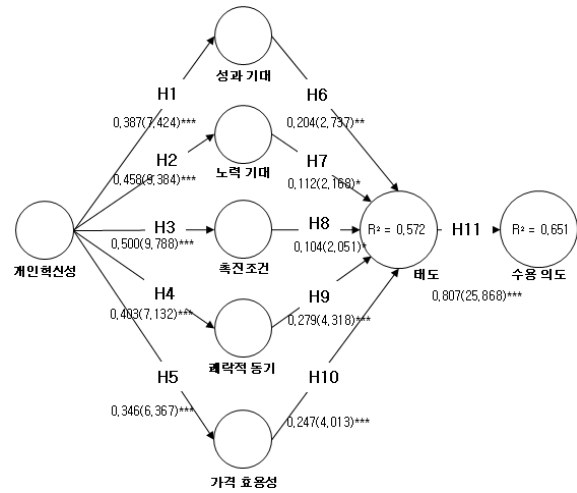 성과 기대
H1
H6
0,387(7,424)***
0,204(2,737)**
H2
H7
0,458(9,384)***
노력 기대
0,112(2,168)*
H3
H8
R² = 0,572
H11
R² = 0,651
0,500(9,788)***
0,104(2,051)*
개인혁신성
촉진조건
태도
수용 의도
H4
H9
0,807(25,868)***
0,403(7,132)***
0,279(4,318)***
쾌락적 동기
H5
H10
0,346(6,367)***
0,247(4,013)***
가격 효용성